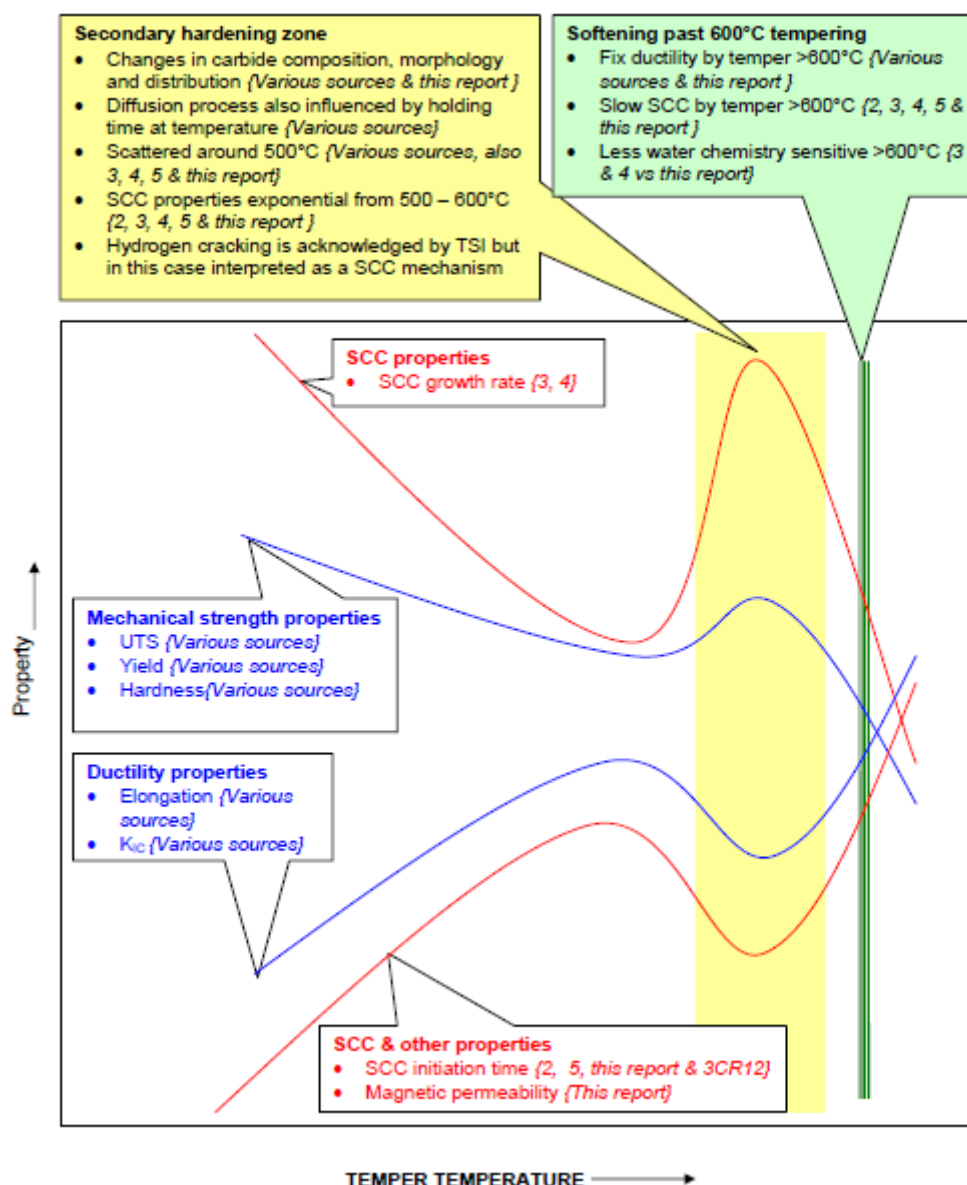 Secondary hardening zone
• Changes in carbide composition, morphology
and distribution {Various sources & this report }
• Diffusion process also influenced by holding
time at temperature {Various sources}
• Scattered around 500°C {Various sources, also
3, 4, 5 & this report}
• SCC properties exponential from 500 – 600°C
{2, 3, 4, 5 & this report }
• Hydrogen cracking is acknowledged by TSI but
in this case interpreted as a SCC mechanism
Softening past 600°C tempering
• Fix ductility by temper >600°C {Various
sources & this report }
• Slow SCC by temper >600°C {2, 3, 4, 5 &
this report }
• Less water chemistry sensitive >600°C {3
& 4 vs this report}
SCC properties
• SCC growth rate {3, 4}
Mechanical strength properties
• UTS {Various sources}
• Yield {Various sources}
• Hardness{Various sources}
Property
Ductility properties
• Elongation {Various
sources}
• KIC {Various sources}
SCC & other properties
• SCC initiation time {2, 5, this report & 3CR12}
• Magnetic permeability {This report}
TEMPER TEMPERATURE